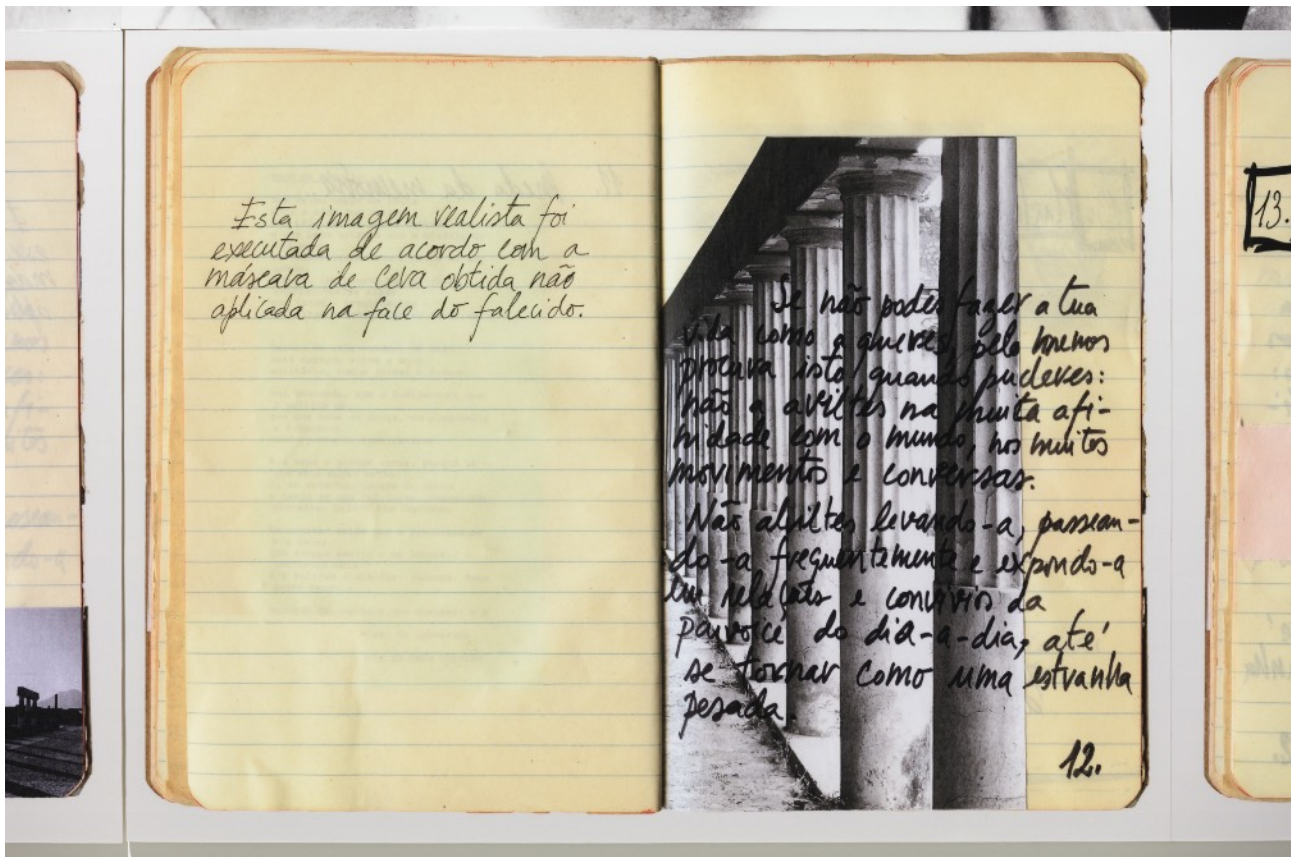 Esta imagem realista foi
executada de acordo com a
máscara de cera obtida não
aplicada na face do falecido.
Se não podes fazer a tua
vida como a queres, pelo menos
procura isto quando puderes:
não a aviltes na muita afi-
nidade com o mundo, nos muitos
movimentos e conversas.
Não aviltes levando-a, passean-
do-a frequentemente e expondo-a
em relações e convívios da
parvoíce do dia-a-dia, até
se tornar como uma estranha
pesada.
12.
13.